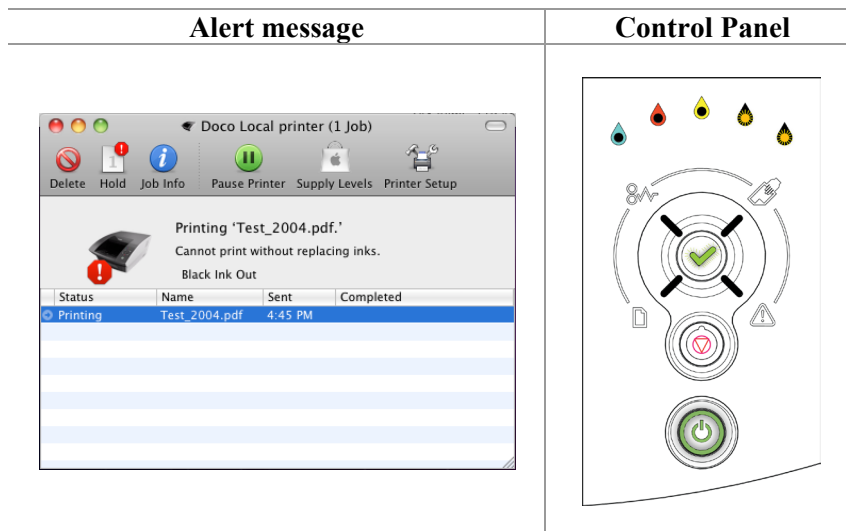 Alert message
Control Panel
Doco Local printer (1 Job)
1
Delete Hold Job Info Pause Printer Supply Levels Printer Setup
Printing ‘Test_2004.pdf.’
Cannot print without replacing inks.
Black Ink Out
Status Name Sent Completed
Printing Test_2004.pdf 4:45 PM